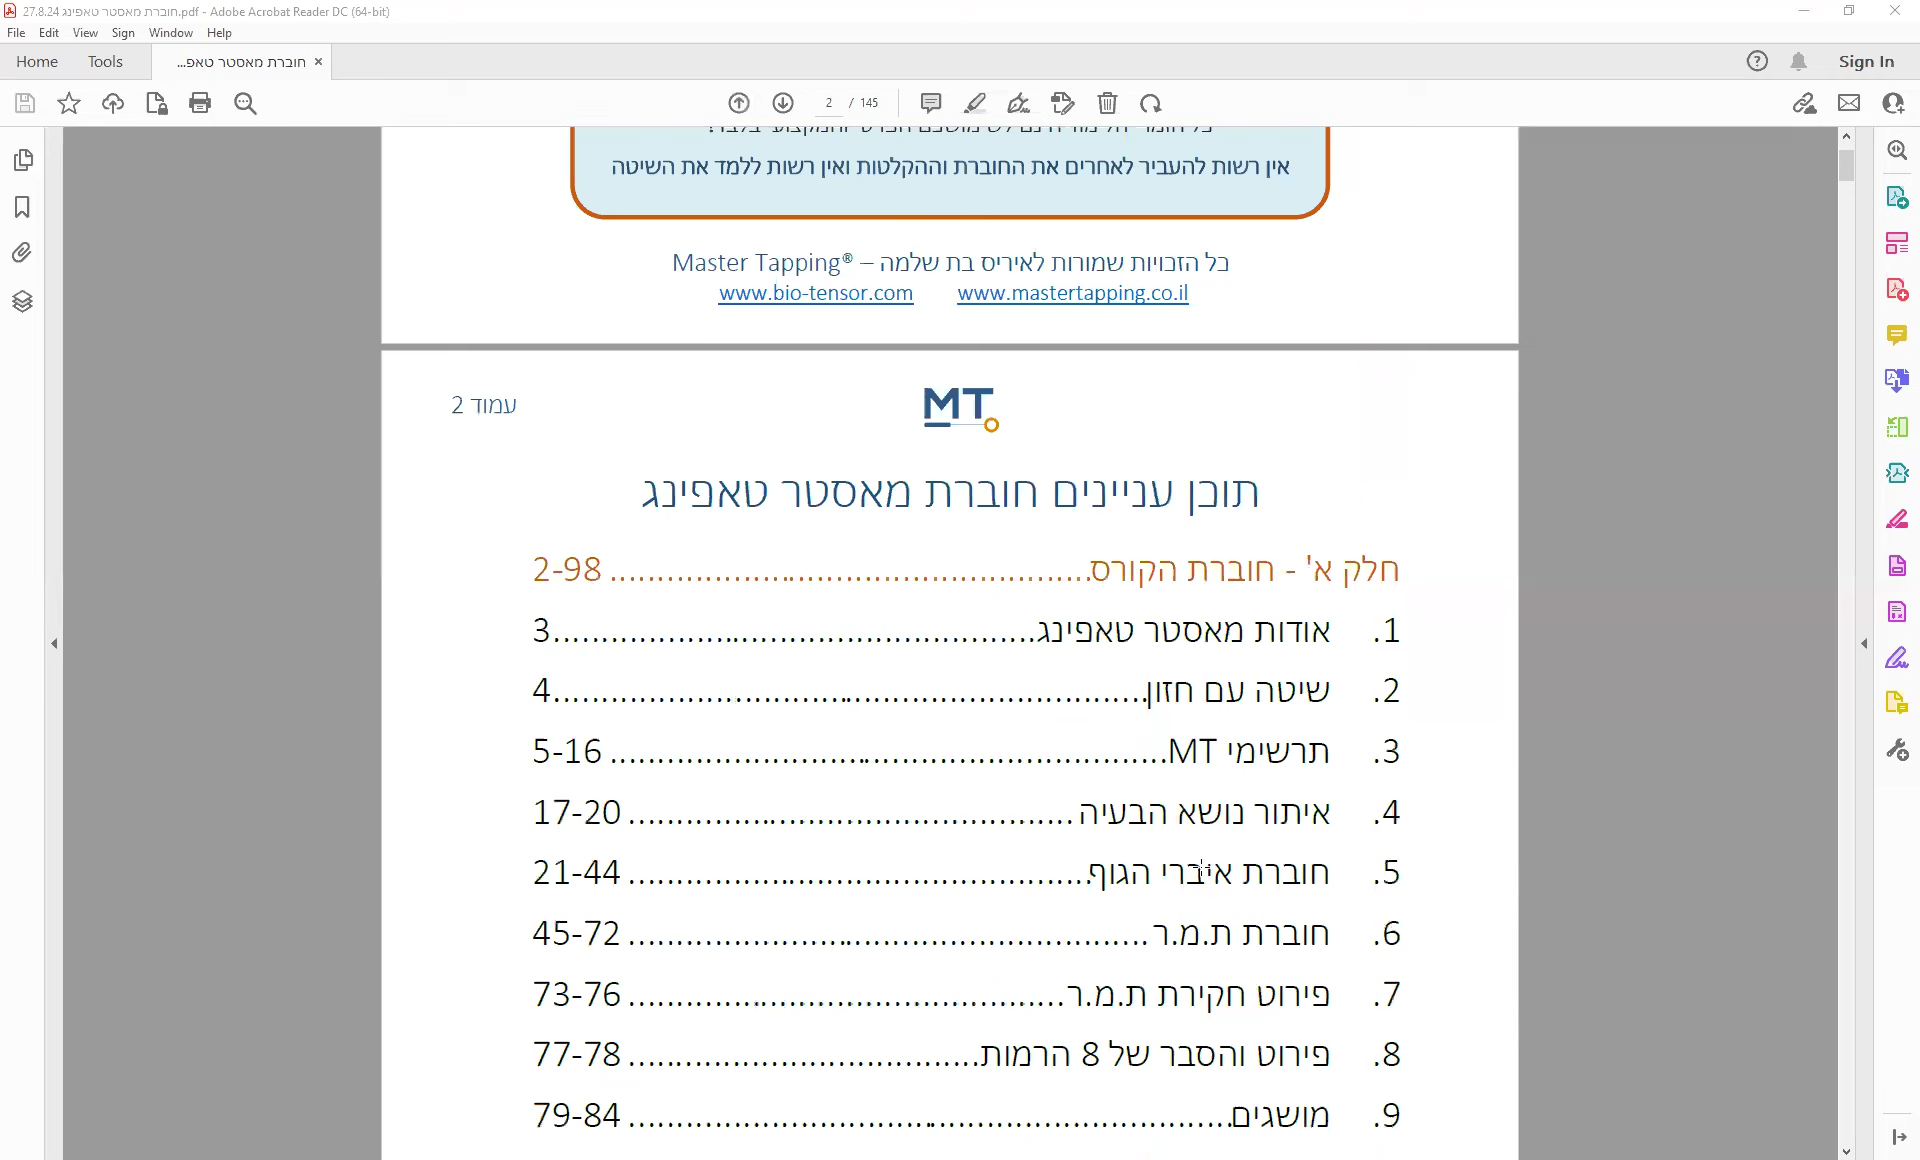 חוברת מאסטר טאפינג 27.8.24.pdf - Adobe Acrobat Reader DC (64-bit)
File Edit View Sign Window Help
Home Tools חוברת מאסטר טאפ... × Sign In
2 / 145
אין רשות להעביר לאחרים את החוברת וההקלטות ואין רשות ללמד את השיטה
כל הזכויות שמורות לאיריס בת שלמה – Master Tapping®
www.bio-tensor.com www.mastertapping.co.il
עמוד 2
MT
תוכן עניינים חוברת מאסטר טאפינג
חלק א' - חוברת הקורס.................................................. 2-98
1. אודות מאסטר טאפינג..................................................3
2. שיטה עם חזון..............................................................4
3. תרשימי MT.......................................................... 5-16
4. איתור נושא הבעיה.............................................. 17-20
5. חוברת איברי הגוף................................................ 21-44
6. חוברת ת.מ.ר...................................................... 45-72
7. פירוט חקירת ת.מ.ר............................................. 73-76
8. פירוט והסבר של 8 הרמות..................................... 77-78
9. מושגים............................................................... 79-84